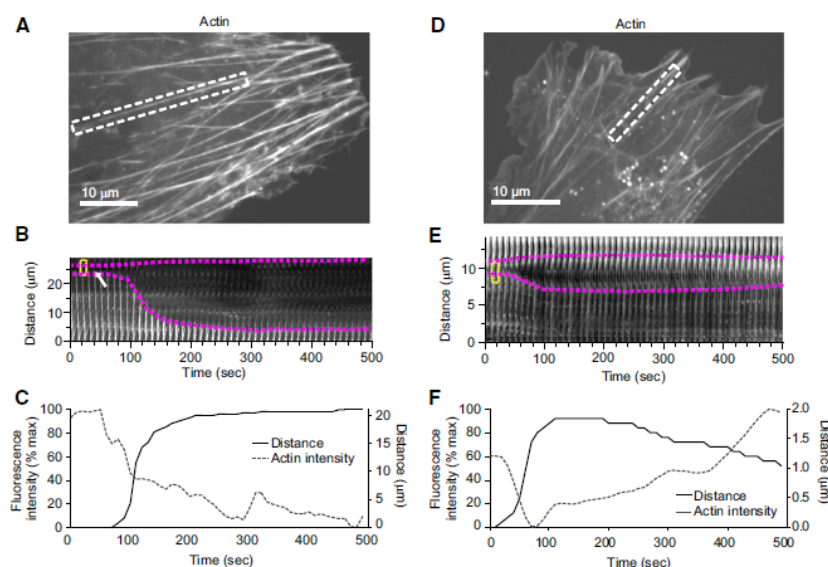 A
Actin
10 µm
B
Distance (µm)
20
10
0
0 100 200 300 400 500
Time (sec)
C
Fluorescence
intensity (% max)
100
80
60
40
20
0
Distance
Actin intensity
20
15
10
5
0
Distance (µm)
0 100 200 300 400 500
Time (sec)
D
Actin
10 µm
E
Distance (µm)
10
5
0
0 100 200 300 400 500
Time (sec)
F
Fluorescence
intensity (% max)
100
80
60
40
20
0
Distance
Actin intensity
2.0
1.5
1.0
0.5
0.0
Distance (µm)
0 100 200 300 400 500
Time (sec)